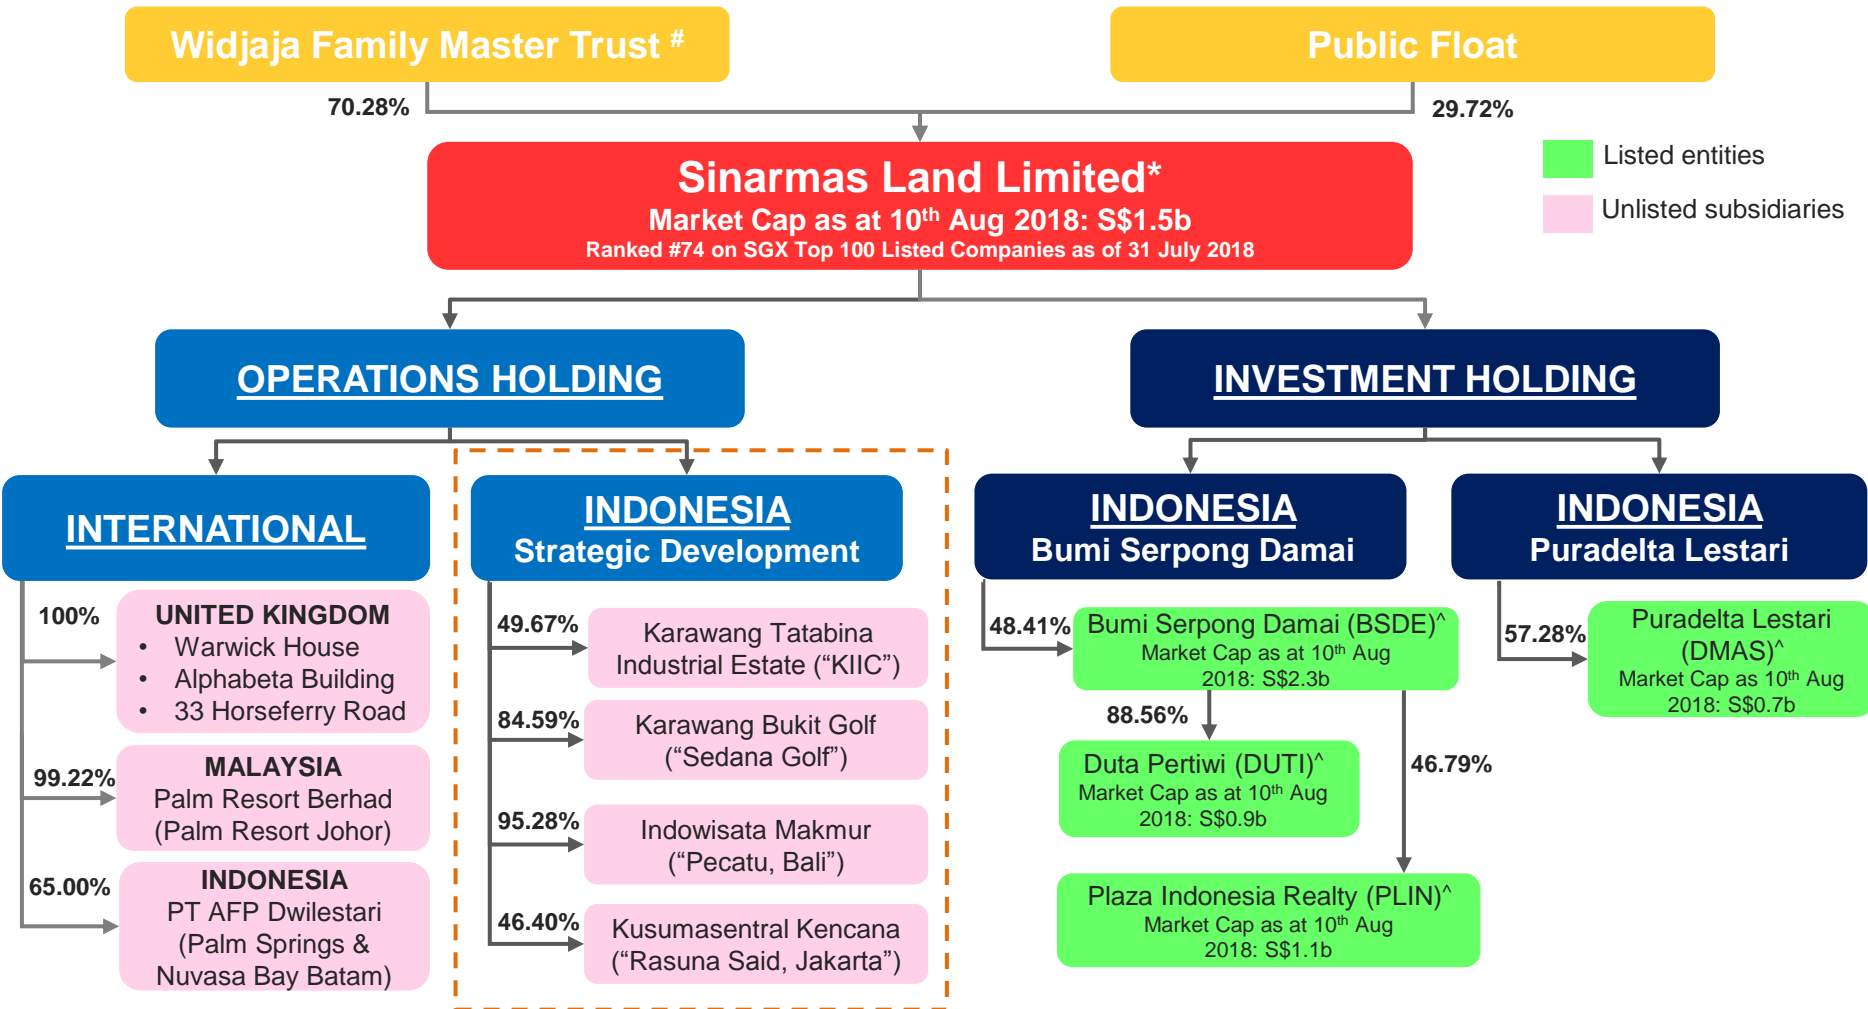 Widjaja Family Master Trust #
Public Float
70.28%
29.72%
Listed entities
Unlisted subsidiaries
Sinarmas Land Limited*
Market Cap as at 10th Aug 2018: S$1.5b
Ranked #74 on SGX Top 100 Listed Companies as of 31 July 2018
OPERATIONS HOLDING
INVESTMENT HOLDING
INTERNATIONAL
100%
UNITED KINGDOM
• Warwick House
• Alphabeta Building
• 33 Horseferry Road
99.22%
MALAYSIA
Palm Resort Berhad
(Palm Resort Johor)
65.00%
INDONESIA
PT AFP Dwilestari
(Palm Springs &
Nuvasa Bay Batam)
INDONESIA
Strategic Development
49.67%
Karawang Tatabina
Industrial Estate (“KIIC”)
84.59%
Karawang Bukit Golf
(“Sedana Golf”)
95.28%
Indowisata Makmur
(“Pecatu, Bali”)
46.40%
Kusumasentral Kencana
(“Rasuna Said, Jakarta”)
INDONESIA
Bumi Serpong Damai
48.41%
Bumi Serpong Damai (BSDE)^
Market Cap as at 10th Aug
2018: S$2.3b
88.56%
Duta Pertiwi (DUTI)^
Market Cap as at 10th Aug
2018: S$0.9b
46.79%
Plaza Indonesia Realty (PLIN)^
Market Cap as at 10th Aug
2018: S$1.1b
INDONESIA
Puradelta Lestari
57.28%
Puradelta Lestari
(DMAS)^
Market Cap as 10th Aug
2018: S$0.7b